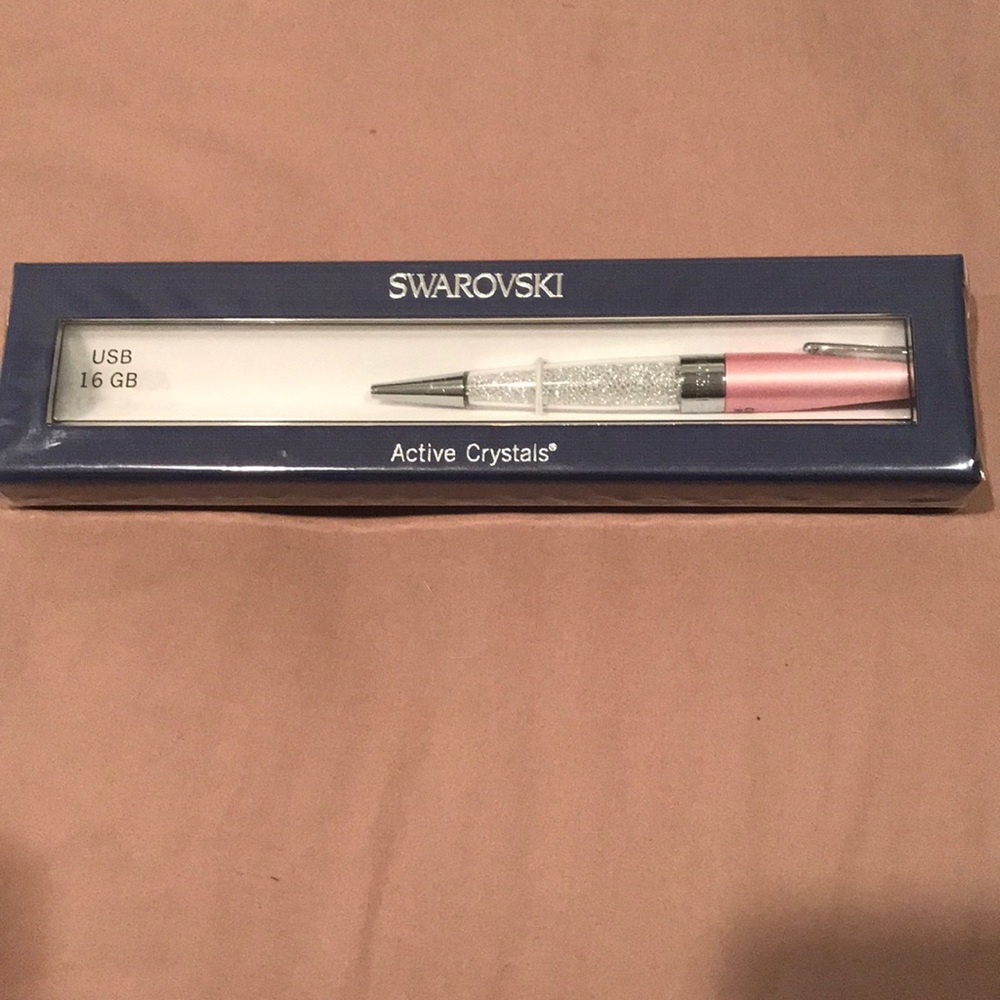 SWAROVSKI
USB
16 GB
Active Crystals®